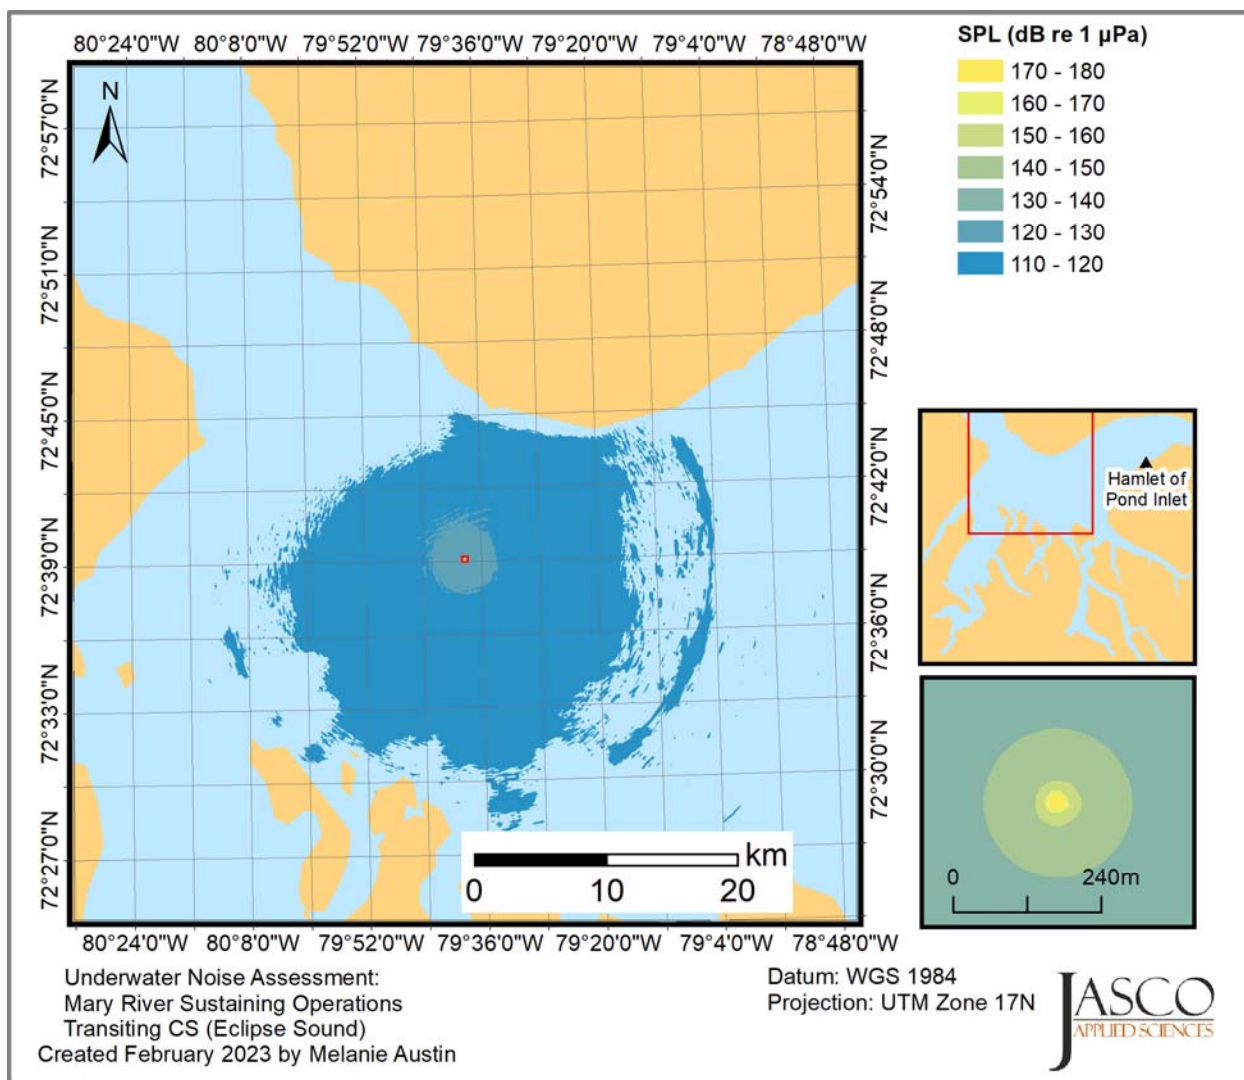 80°24'0"W 80°8'0"W 79°52'0"W 79°36'0"W 79°20'0"W 79°4'0"W 78°48'0"W
N
72°57'0"N
72°51'0"N
72°45'0"N
72°39'0"N
72°33'0"N
72°27'0"N
72°54'0"N
72°48'0"N
72°42'0"N
72°36'0"N
72°30'0"N
km
0 10 20
80°24'0"W 80°8'0"W 79°52'0"W 79°36'0"W 79°20'0"W 79°4'0"W 78°48'0"W
SPL (dB re 1 µPa)
170 - 180
160 - 170
150 - 160
140 - 150
130 - 140
120 - 130
110 - 120
Hamlet of
Pond Inlet
0 240m
Underwater Noise Assessment:
Mary River Sustaining Operations
Transiting CS (Eclipse Sound)
Created February 2023 by Melanie Austin
Datum: WGS 1984
Projection: UTM Zone 17N
JASCO
APPLIED SCIENCES